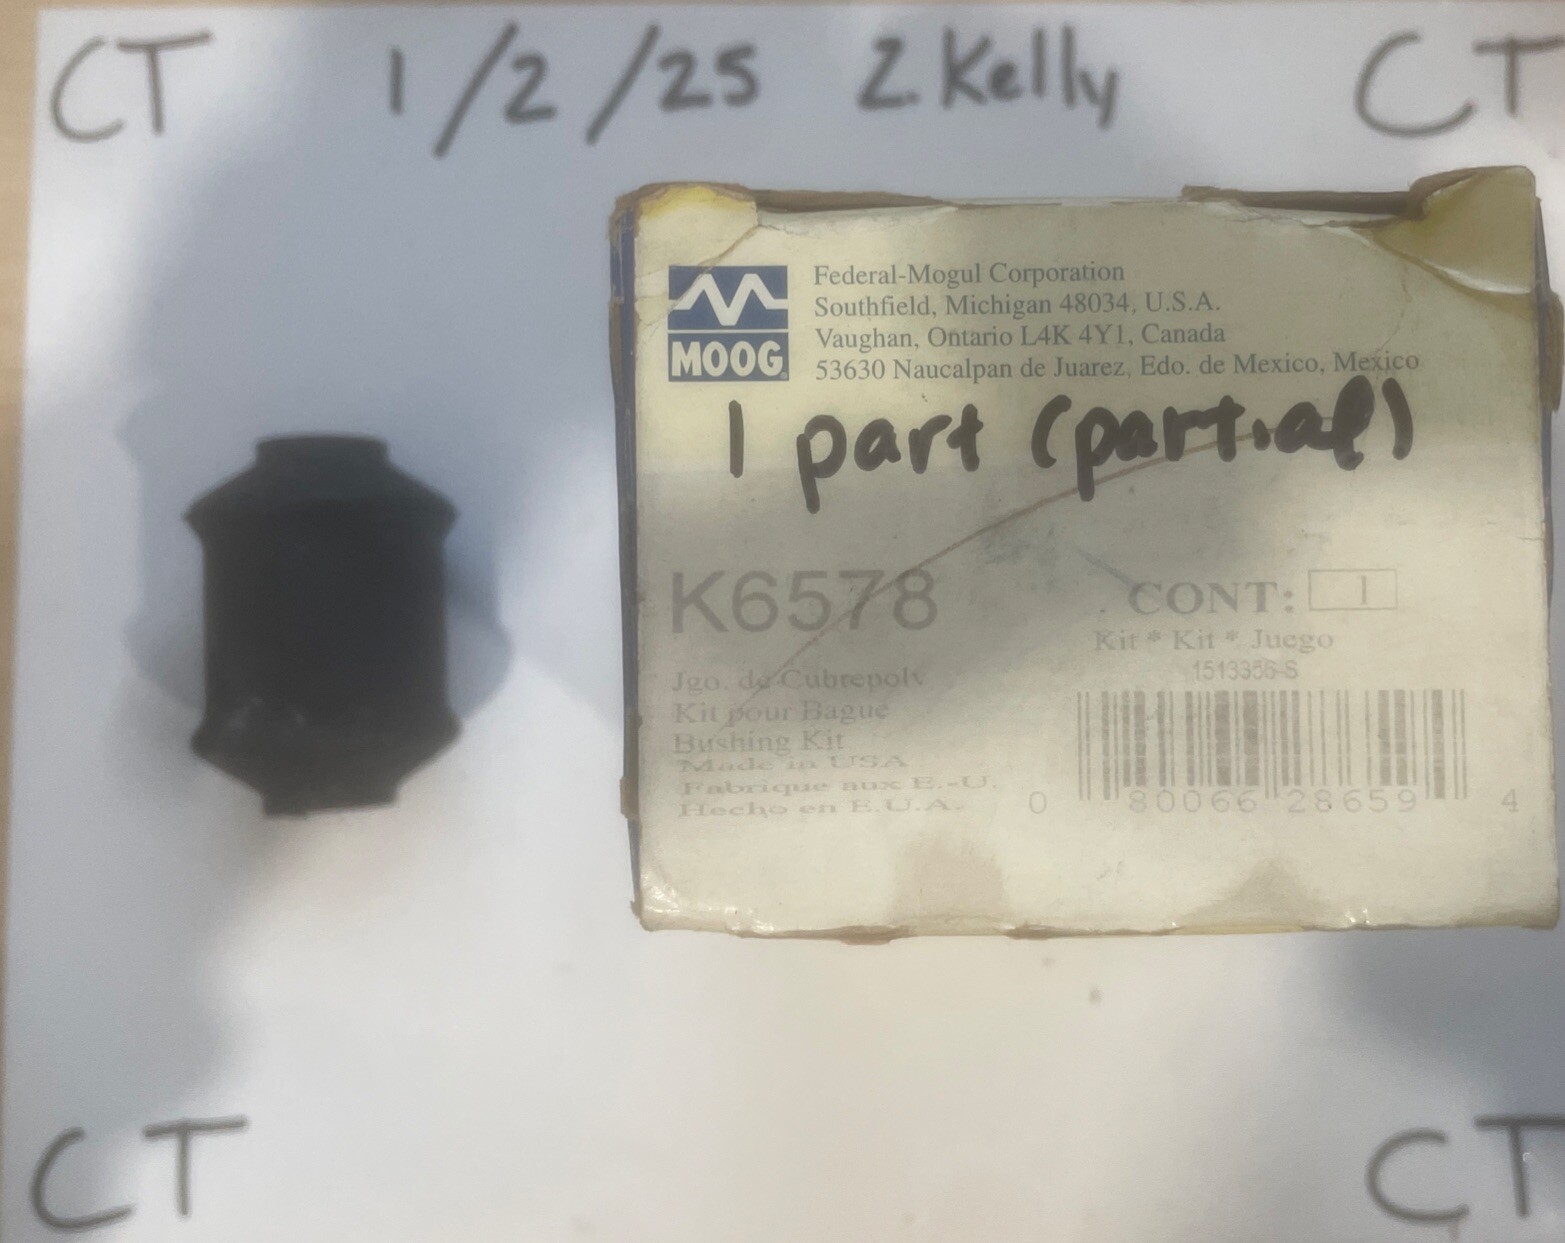 CT 1/2/25 Z Kelly CT
MOOG
Federal-Mogul Corporation
Southfield, Michigan 48034, U.S.A.
Vaughan, Ontario L4K 4Y1, Canada
53630 Naucalpan de Juarez, Edo. de Mexico, Mexico
1 part (partial)
K6578
CONT: 1
Kit * Kit * Juego
1513356-S
Jgo. de Cubrepolv
Kit pour Bague
Bushing Kit
Made in USA
Fabrique aux E.-U.
Hecho en E.U.A.
0 80066 28659 4
CT CT